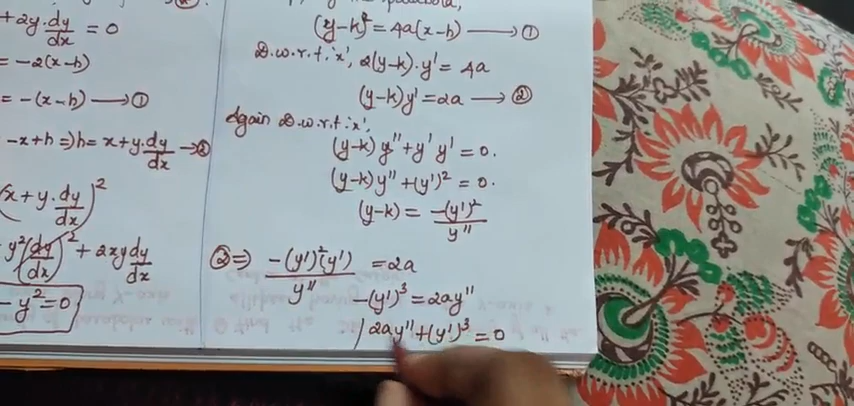 + 2y.dy/dx = 0
= -2(x-h)
= -(x-h) → ①
-x+h => h = x+y.dy/dx → ②
(x + y.dy/dx)²
y²(dy/dx)² + 2xy dy/dx
- y² = 0
(y-k)² = 4a(x-h) → ①
D.w.r.t. 'x', 2(y-k).y' = 4a
(y-k)y' = 2a → ②
Again D.w.r.t. 'x',
(y-k) y'' + y' y' = 0.
(y-k) y'' + (y')² = 0.
(y-k) = -(y')²/y''
② => -(y')²(y')/y'' = 2a
-(y')³ = 2ay''
2ay'' + (y')³ = 0